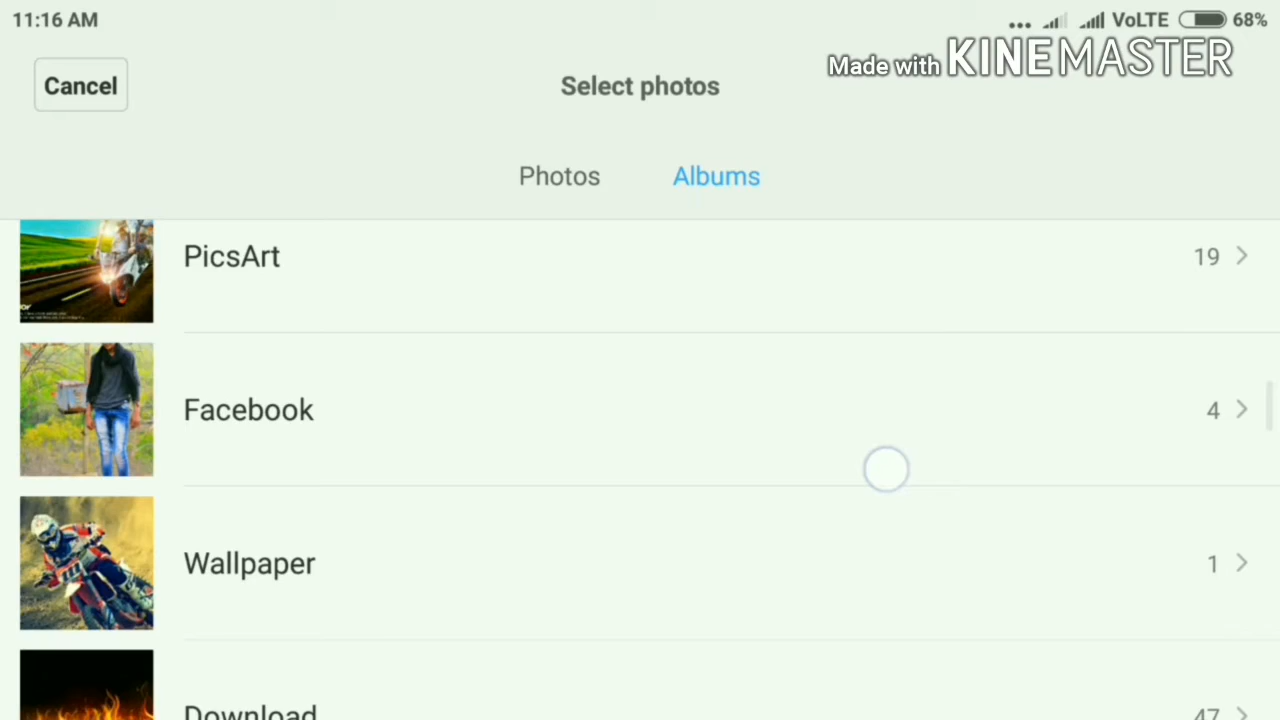 11:16 AM
VoLTE 68%
Made with KINEMASTER
Cancel
Select photos
Photos
Albums
PicsArt
19
Facebook
4
Wallpaper
1
Download
47